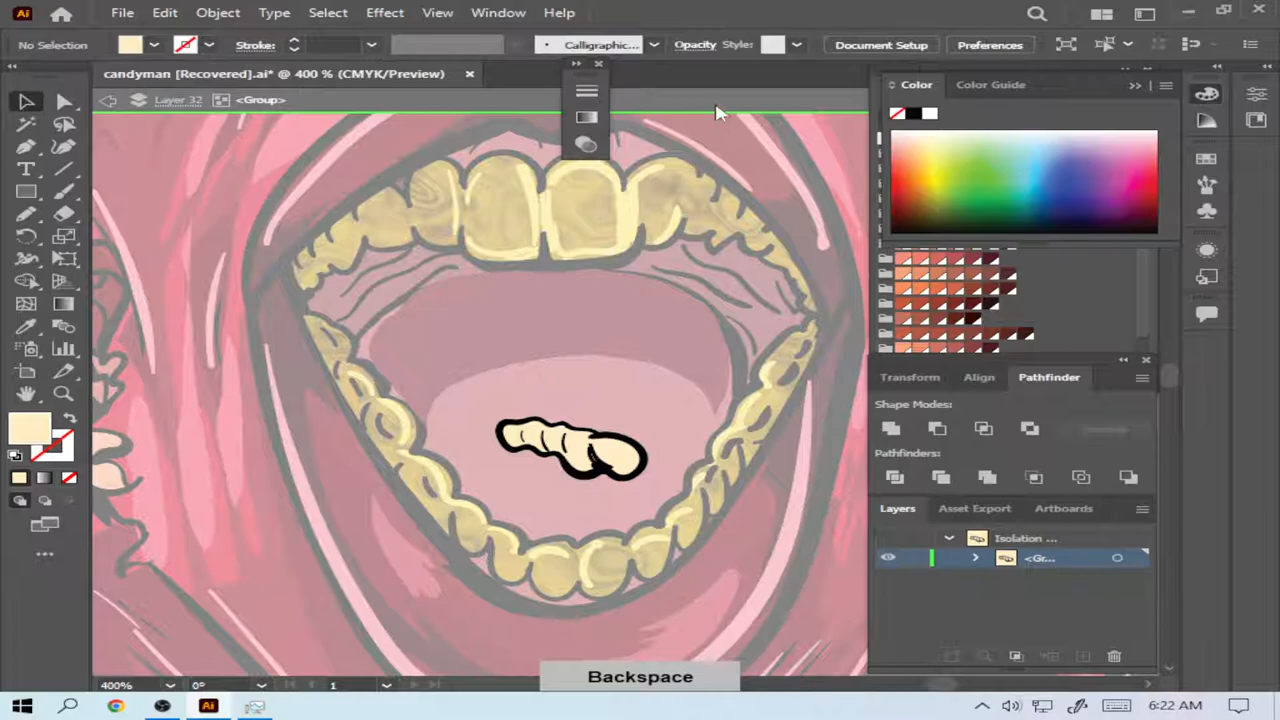 Ai File Edit Object Type Select Effect View Window Help
No Selection Stroke: Calligraphic... Opacity Style: Document Setup Preferences
candyman [Recovered].ai* @ 400 % (CMYK/Preview)
Layer 32 <Group>
Color Color Guide
Transform Align Pathfinder
Shape Modes:
Pathfinders:
Layers Asset Export Artboards
Isolation ...
<Gr...
Backspace
400% 0° 1
Ai 6:22 AM